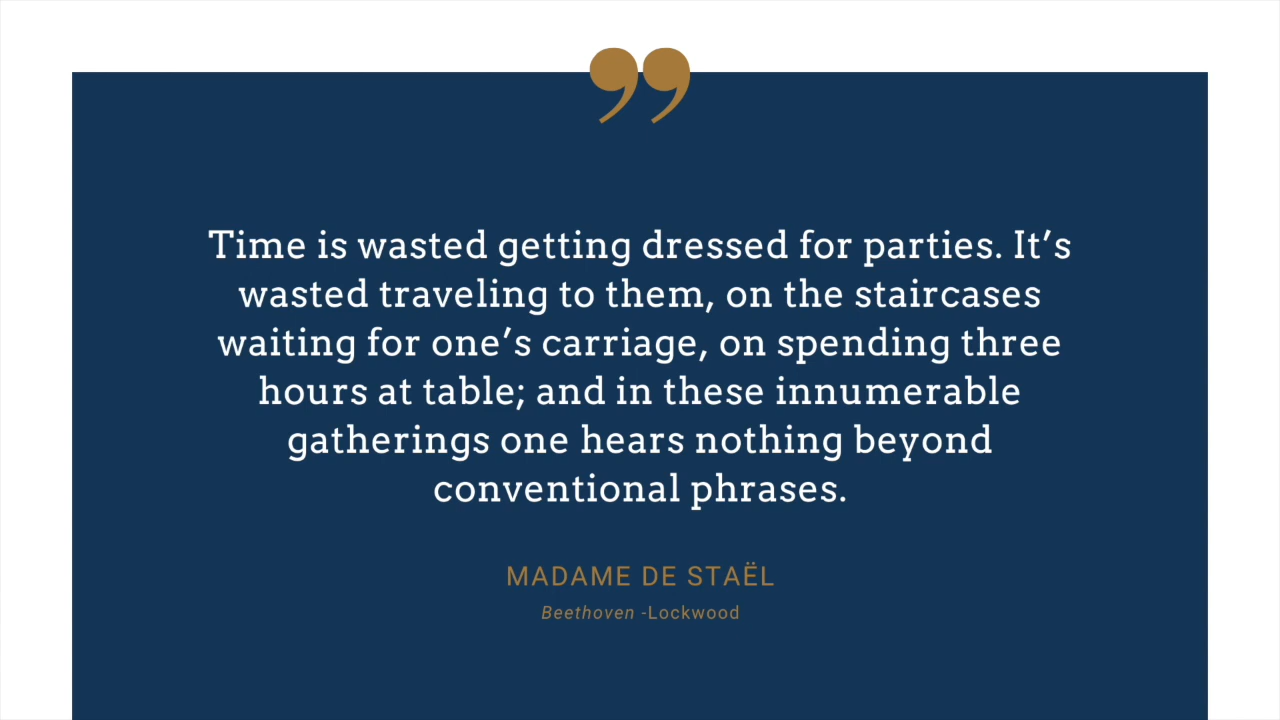 ”
Time is wasted getting dressed for parties. It’s
wasted traveling to them, on the staircases
waiting for one’s carriage, on spending three
hours at table; and in these innumerable
gatherings one hears nothing beyond
conventional phrases.
MADAME DE STAËL
Beethoven -Lockwood